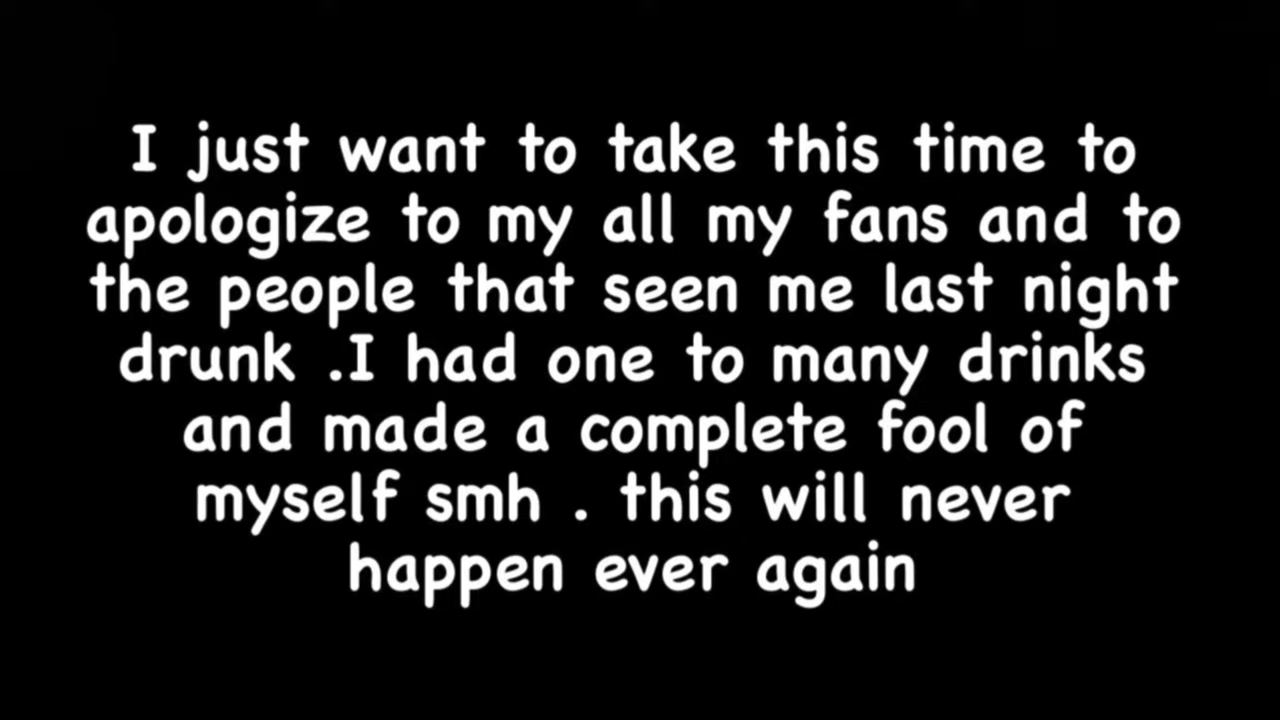 I just want to take this time to
apologize to my all my fans and to
the people that seen me last night
drunk .I had one to many drinks
and made a complete fool of
myself smh . this will never
happen ever again